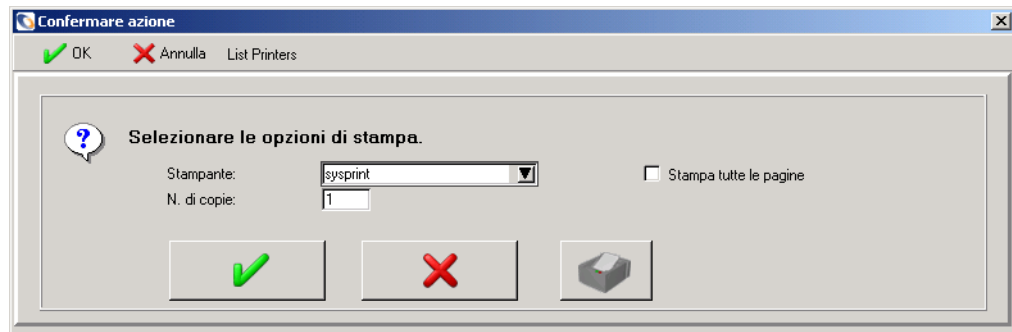 Confermare azione
OK Annulla List Printers
? Selezionare le opzioni di stampa.
Stampante: sysprint Stampa tutte le pagine
N. di copie: 1